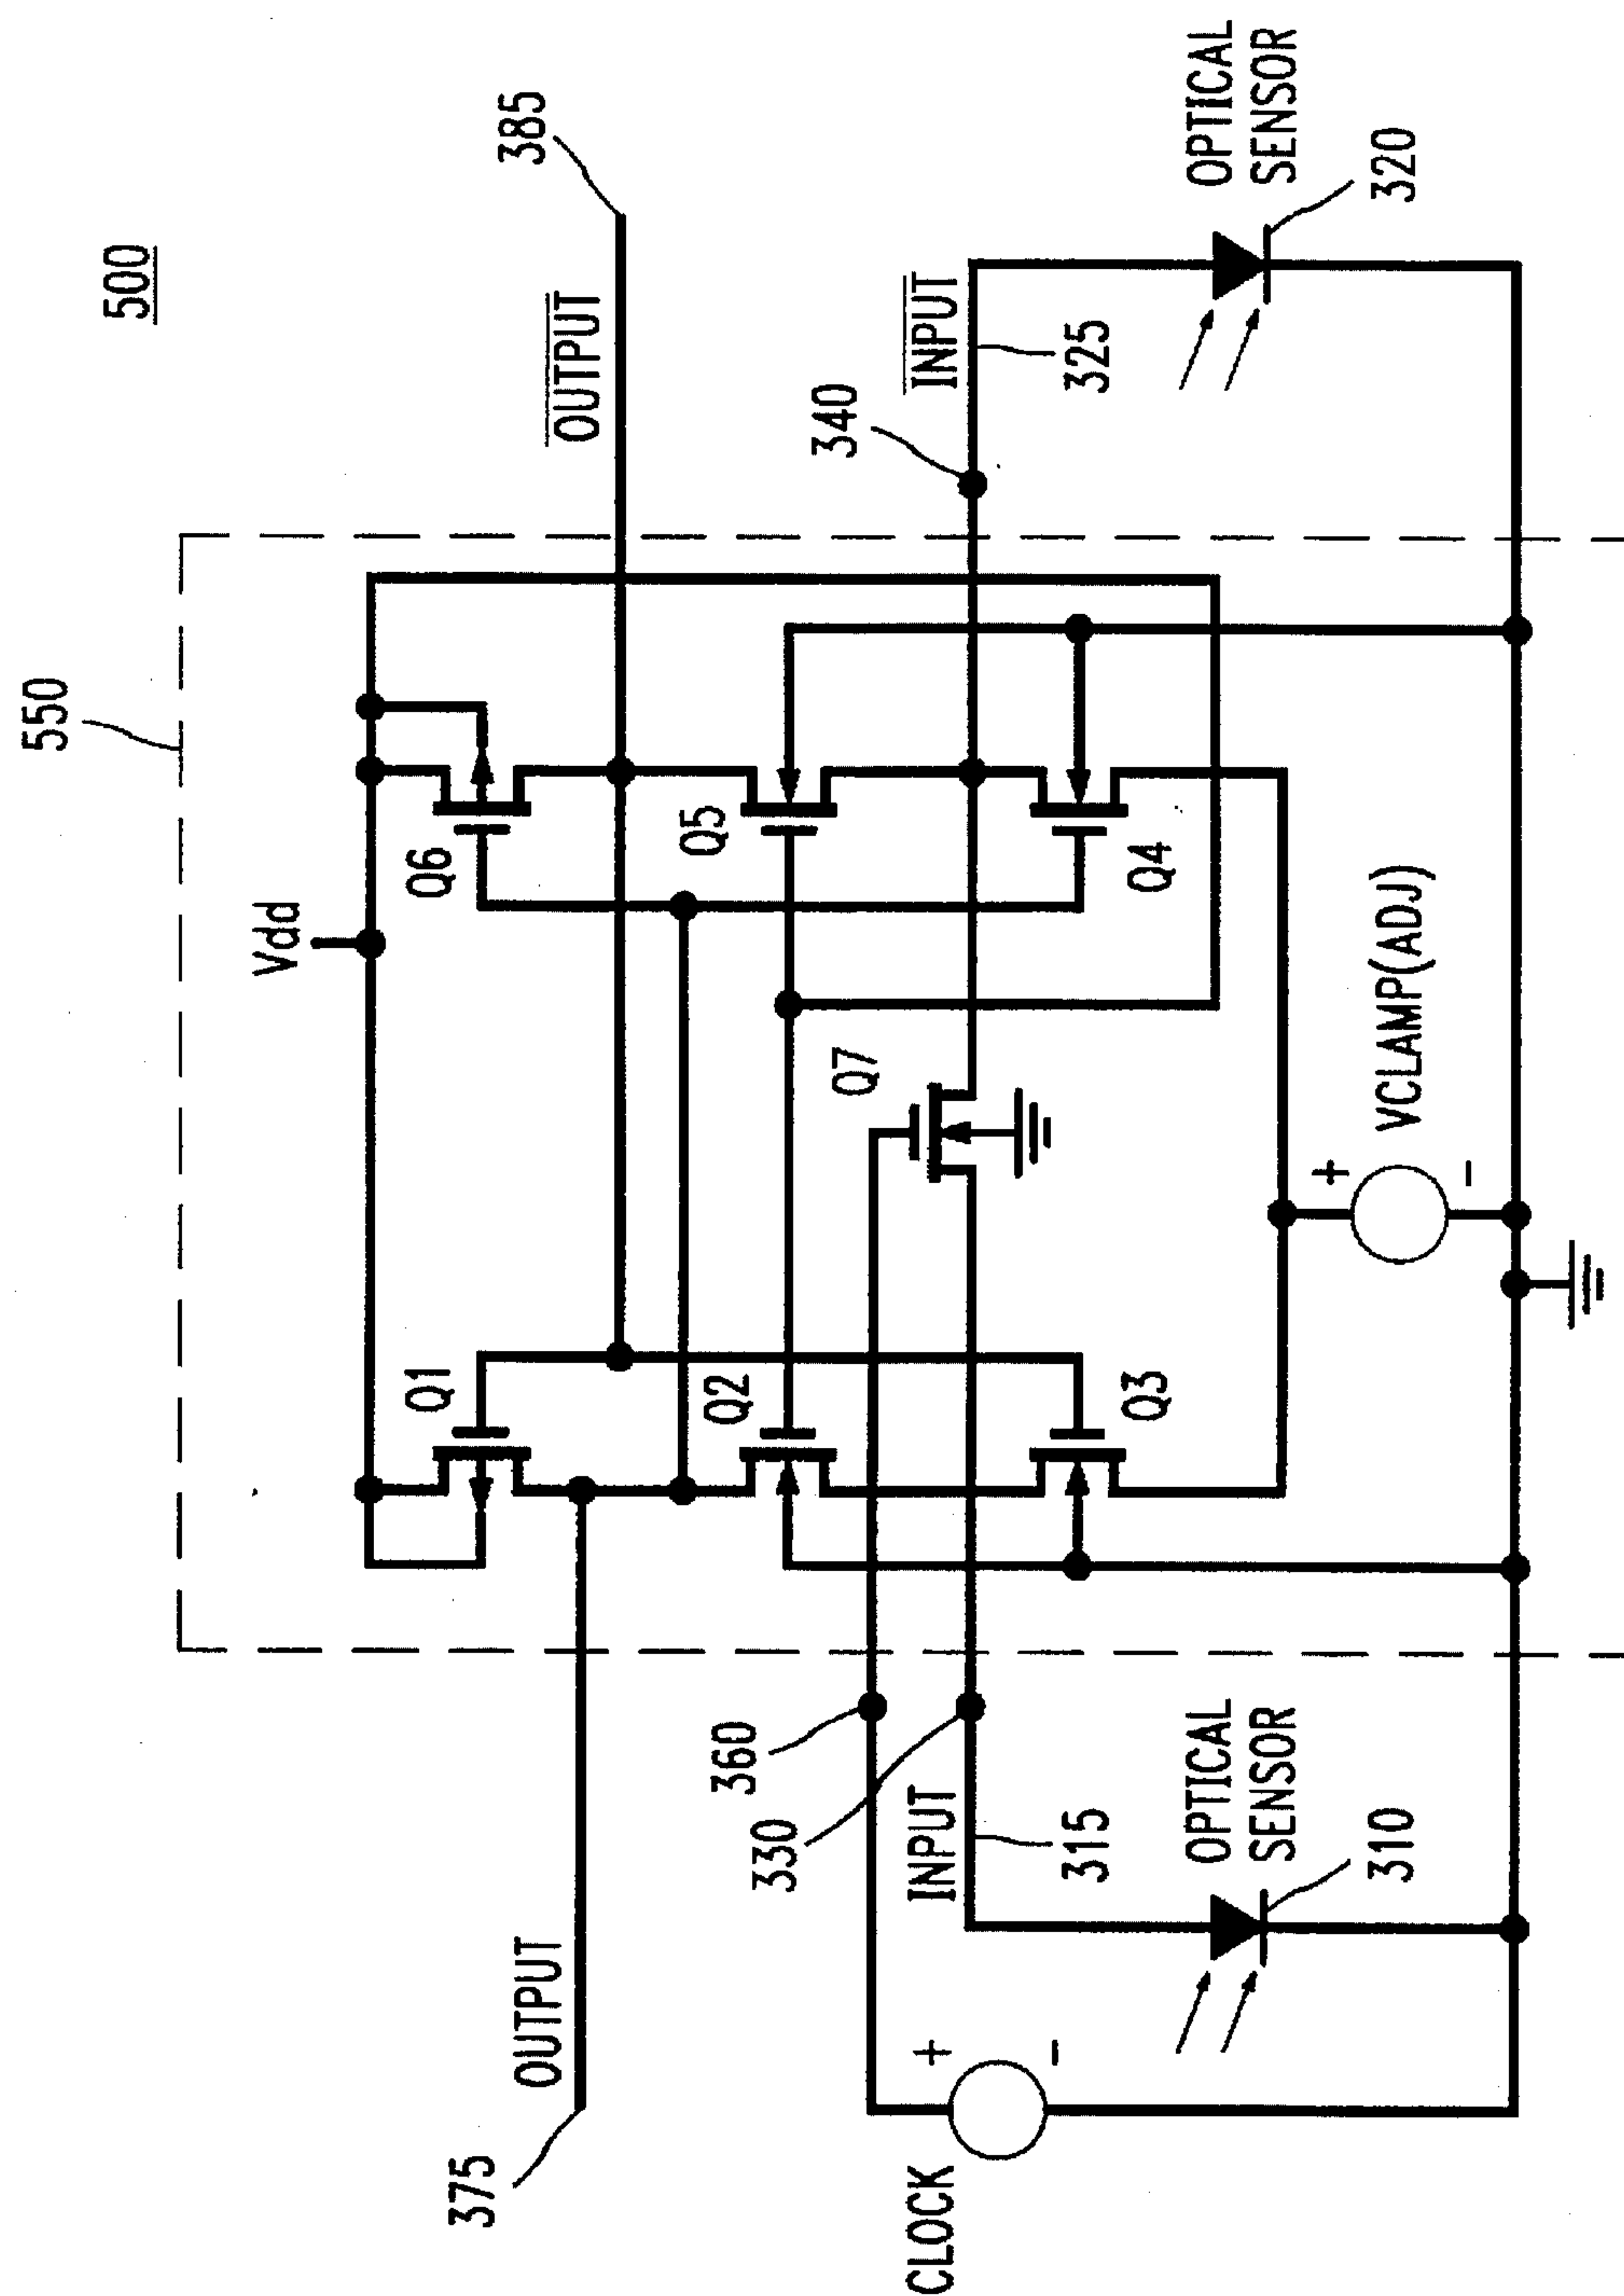 500
550
385
OUTPUT
Vdd
Q6
Q1
Q5
Q2
Q4
Q3
Q7
375
OUTPUT
360
330
340
INPUT
315
INPUT
325
CLOCK
+
-
OPTICAL
SENSOR
310
OPTICAL
SENSOR
320
VCLAMP(ADJ)
+
-